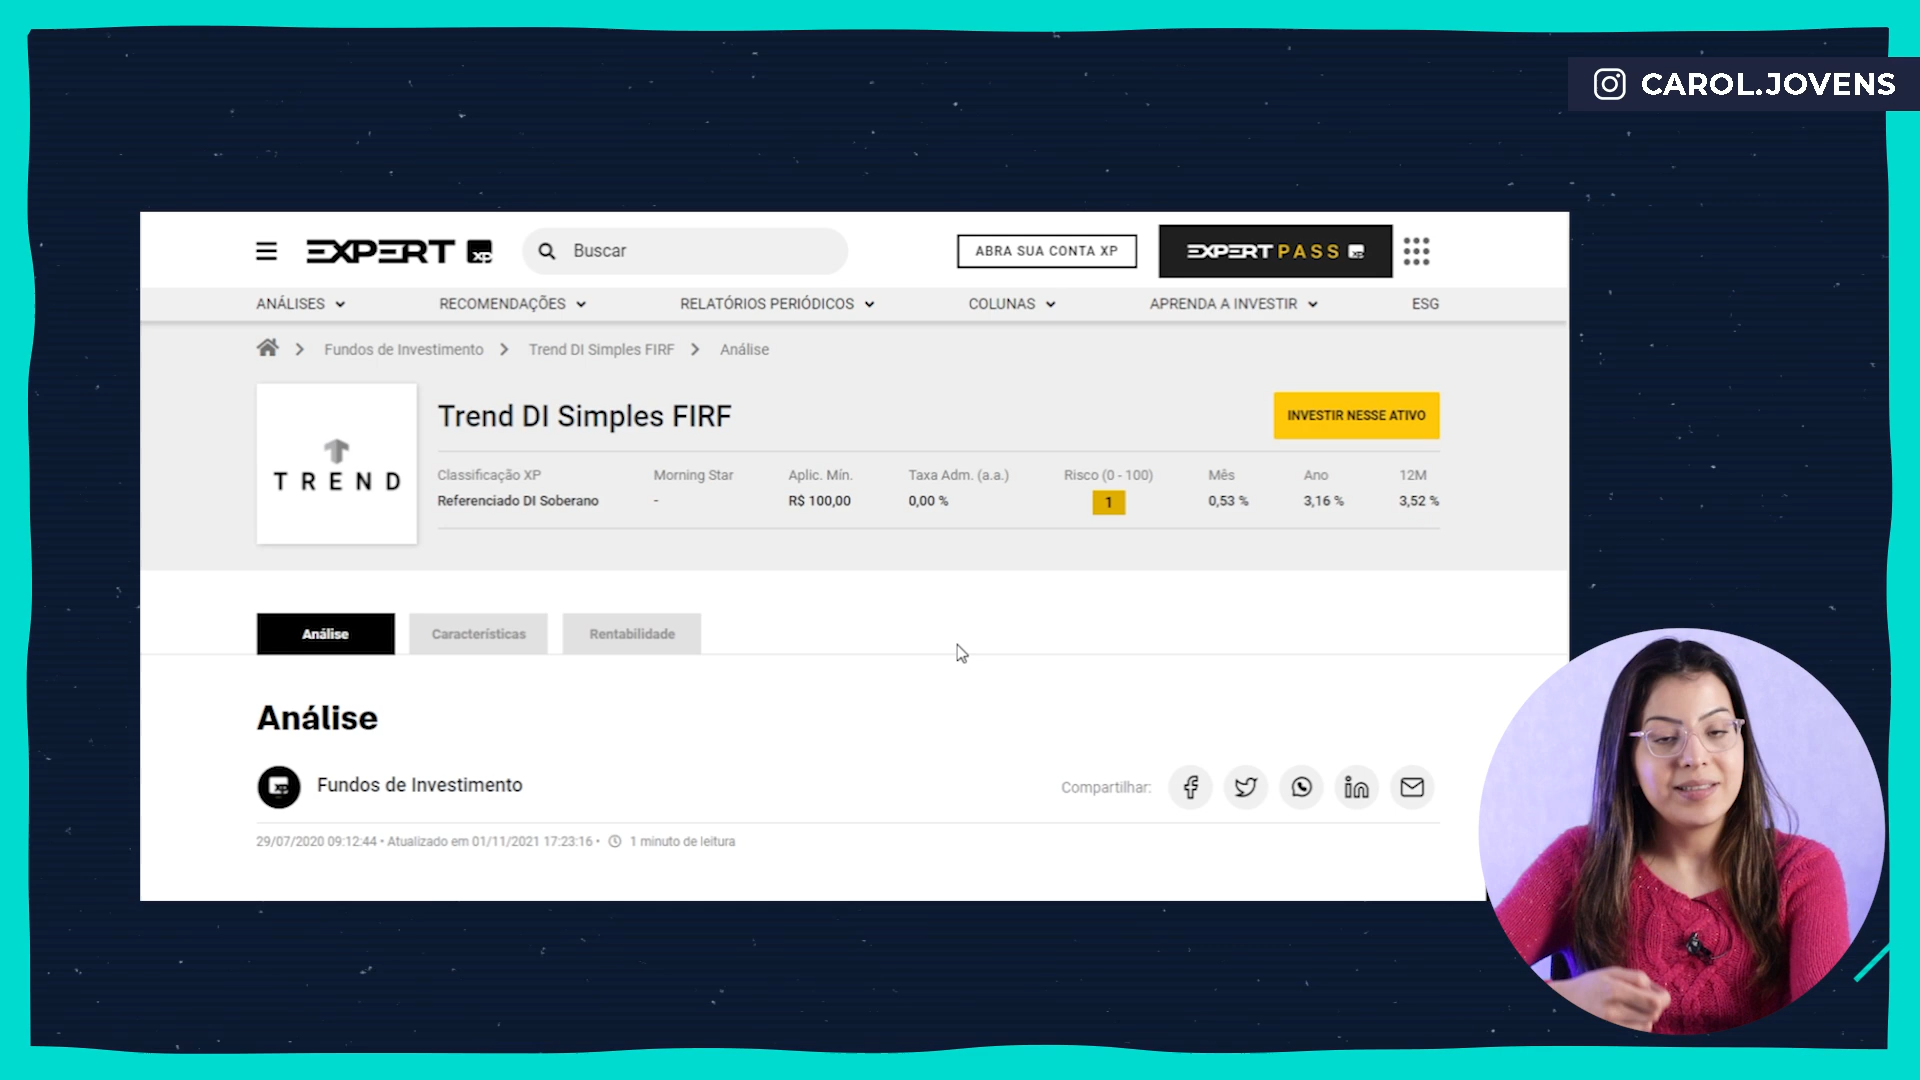 CAROL.JOVENS
EXPERT xp
Buscar
ABRA SUA CONTA XP
EXPERT PASS
ANÁLISES
RECOMENDAÇÕES
RELATÓRIOS PERIÓDICOS
COLUNAS
APRENDA A INVESTIR
ESG
Fundos de Investimento
Trend DI Simples FIRF
Análise
TREND
Trend DI Simples FIRF
INVESTIR NESSE ATIVO
Classificação XP
Morning Star
Aplic. Mín.
Taxa Adm. (a.a.)
Risco (0 - 100)
Mês
Ano
12M
Referenciado DI Soberano
-
R$ 100,00
0,00 %
1
0,53 %
3,16 %
3,52 %
Análise
Características
Rentabilidade
Análise
xp
Fundos de Investimento
Compartilhar:
29/07/2020 09:12:44 • Atualizado em 01/11/2021 17:23:16 • 1 minuto de leitura